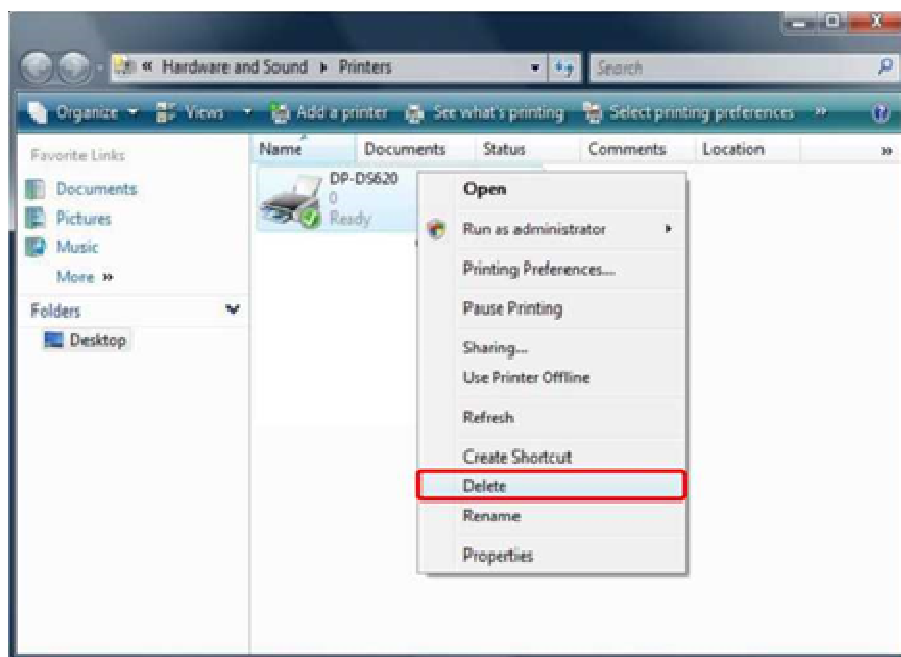 « Hardware and Sound ▸ Printers
Search
Organize Views Add a printer See what's printing Select printing preferences »
Favorite Links
Documents
Pictures
Music
More »
Folders
Desktop
Name Documents Status Comments Location »
DP-DS620
0
Ready
Open
Run as administrator
Printing Preferences...
Pause Printing
Sharing...
Use Printer Offline
Refresh
Create Shortcut
Delete
Rename
Properties